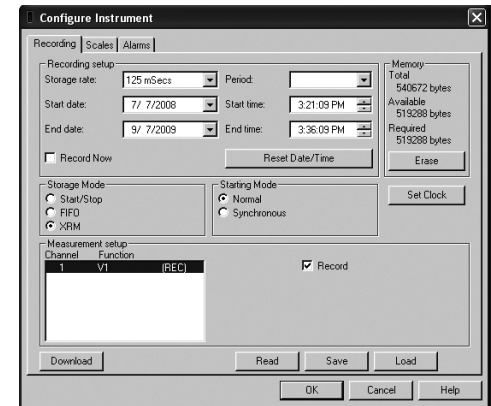 Configure Instrument
Recording Scales Alarms
Recording setup
Storage rate: 125 mSecs Period:
Start date: 7/ 7/2008 Start time: 3:21:09 PM
End date: 9/ 7/2009 End time: 3:36:09 PM
Record Now Reset Date/Time
Memory
Total
540672 bytes
Available
519288 bytes
Required
519288 bytes
Erase
Storage Mode
Start/Stop
FIFO
XRM
Starting Mode
Normal
Synchronous
Set Clock
Measurement setup
Channel Function
1 V1 (REC)
Record
Download Read Save Load
OK Cancel Help